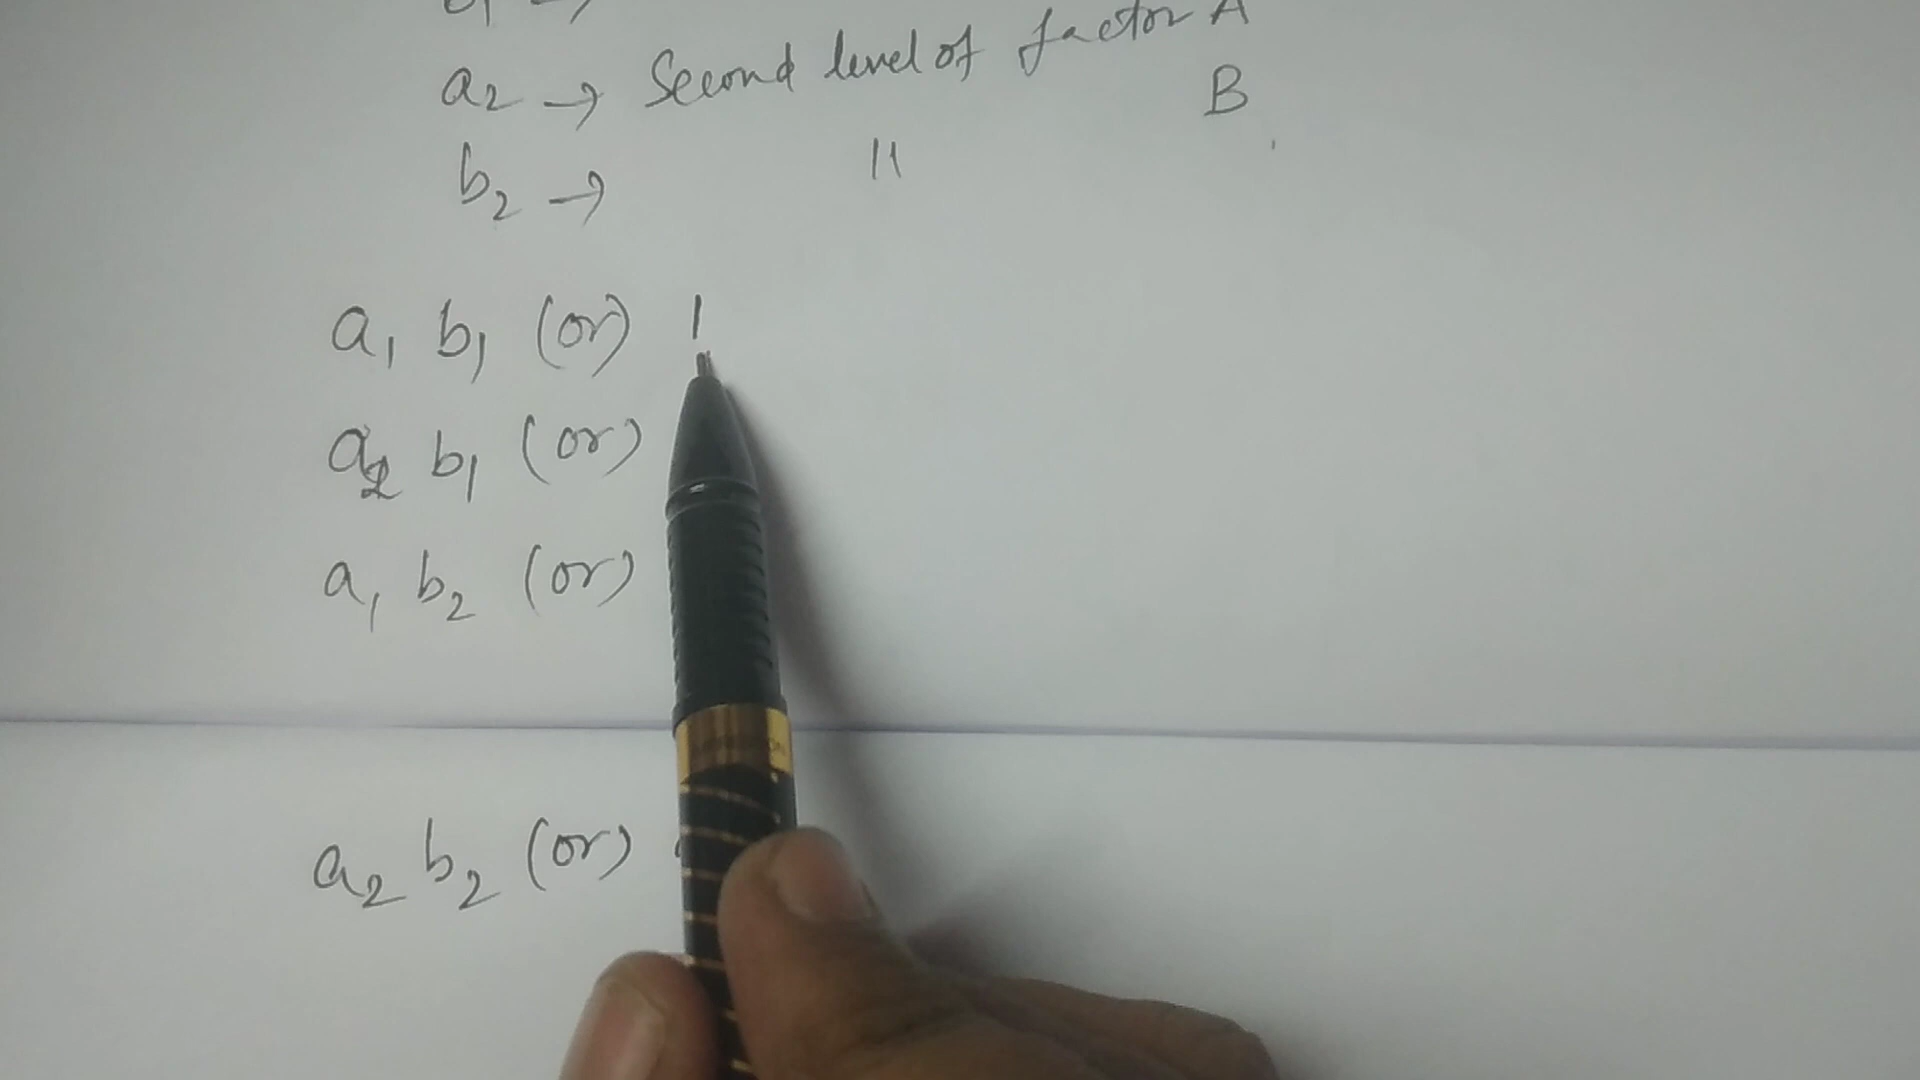 a2 → Second level of factor A
b2 → 11 B
a1 b1 (or) 1
a2 b1 (or)
a1 b2 (or)
a2 b2 (or)